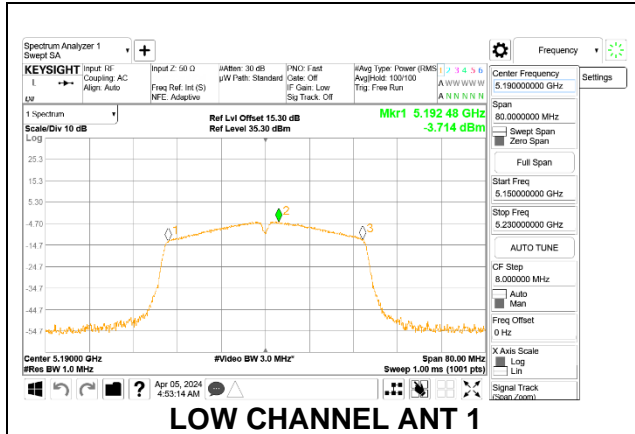 Spectrum Analyzer 1
Swept SA
Frequency
KEYSIGHT
Input: RF
Coupling: AC
Align: Auto
Input Z: 50 Ω
Freq Ref: Int (S)
NFE: Adaptive
#Atten: 30 dB
µW Path: Standard
PNO: Fast
Gate: Off
IF Gain: Low
Sig Track: Off
#Avg Type: Power (RMS
Avg|Hold: 100/100
Trig: Free Run
1 2 3 4 5 6
A W W W W W
A N N N N N
1 Spectrum
Scale/Div 10 dB
Log
Ref Lvl Offset 15.30 dB
Ref Level 35.30 dBm
Mkr1 5.192 48 GHz
-3.714 dBm
25.3
15.3
5.30
-4.70
-14.7
-24.7
-34.7
-44.7
-54.7
1
2
3
Center 5.19000 GHz
#Res BW 1.0 MHz
#Video BW 3.0 MHz*
Span 80.00 MHz
Sweep 1.00 ms (1001 pts)
Apr 05, 2024
4:53:14 AM
Center Frequency
5.190000000 GHz
Settings
Span
80.0000000 MHz
Swept Span
Zero Span
Full Span
Start Freq
5.150000000 GHz
Stop Freq
5.230000000 GHz
AUTO TUNE
CF Step
8.000000 MHz
Auto
Man
Freq Offset
0 Hz
X Axis Scale
Log
Lin
Signal Track
(Span Zoom)
LOW CHANNEL ANT 1